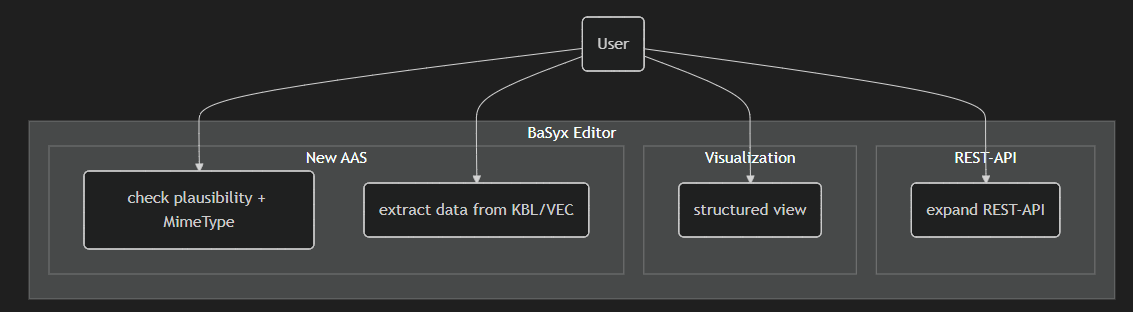 User
BaSyx Editor
New AAS
Visualization
REST-API
check plausibility +
MimeType
extract data from KBL/VEC
structured view
expand REST-API